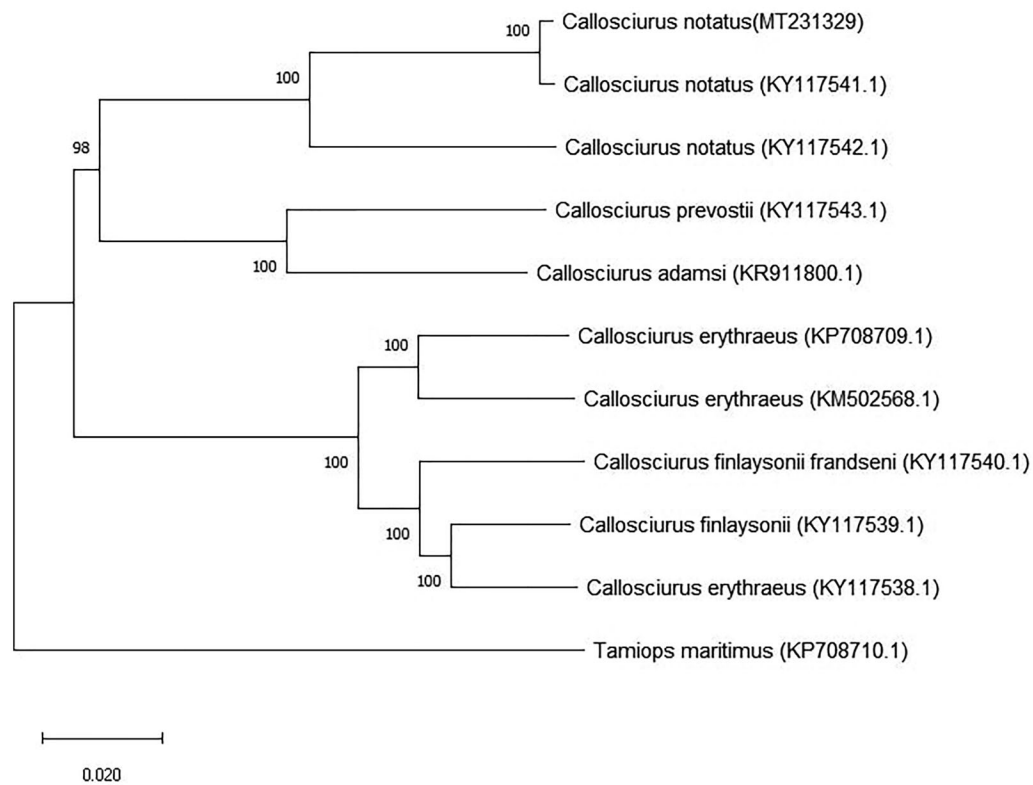 Callosciurus notatus(MT231329)
100
100
Callosciurus notatus (KY117541.1)
98
Callosciurus notatus (KY117542.1)
Callosciurus prevostii (KY117543.1)
100
Callosciurus adamsi (KR911800.1)
100
Callosciurus erythraeus (KP708709.1)
Callosciurus erythraeus (KM502568.1)
100
Callosciurus finlaysonii frandseni (KY117540.1)
100
Callosciurus finlaysonii (KY117539.1)
100
Callosciurus erythraeus (KY117538.1)
Tamiops maritimus (KP708710.1)
0.020